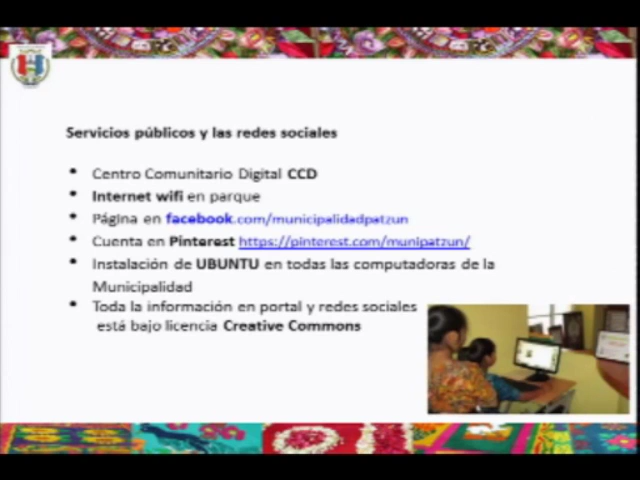 Servicios públicos y las redes sociales
• Centro Comunitario Digital CCD
• Internet wifi en parque
• Página en facebook.com/municipalidadpatzun
• Cuenta en Pinterest https://pinterest.com/munipatzun/
• Instalación de UBUNTU en todas las computadoras de la
Municipalidad
• Toda la información en portal y redes sociales
está bajo licencia Creative Commons